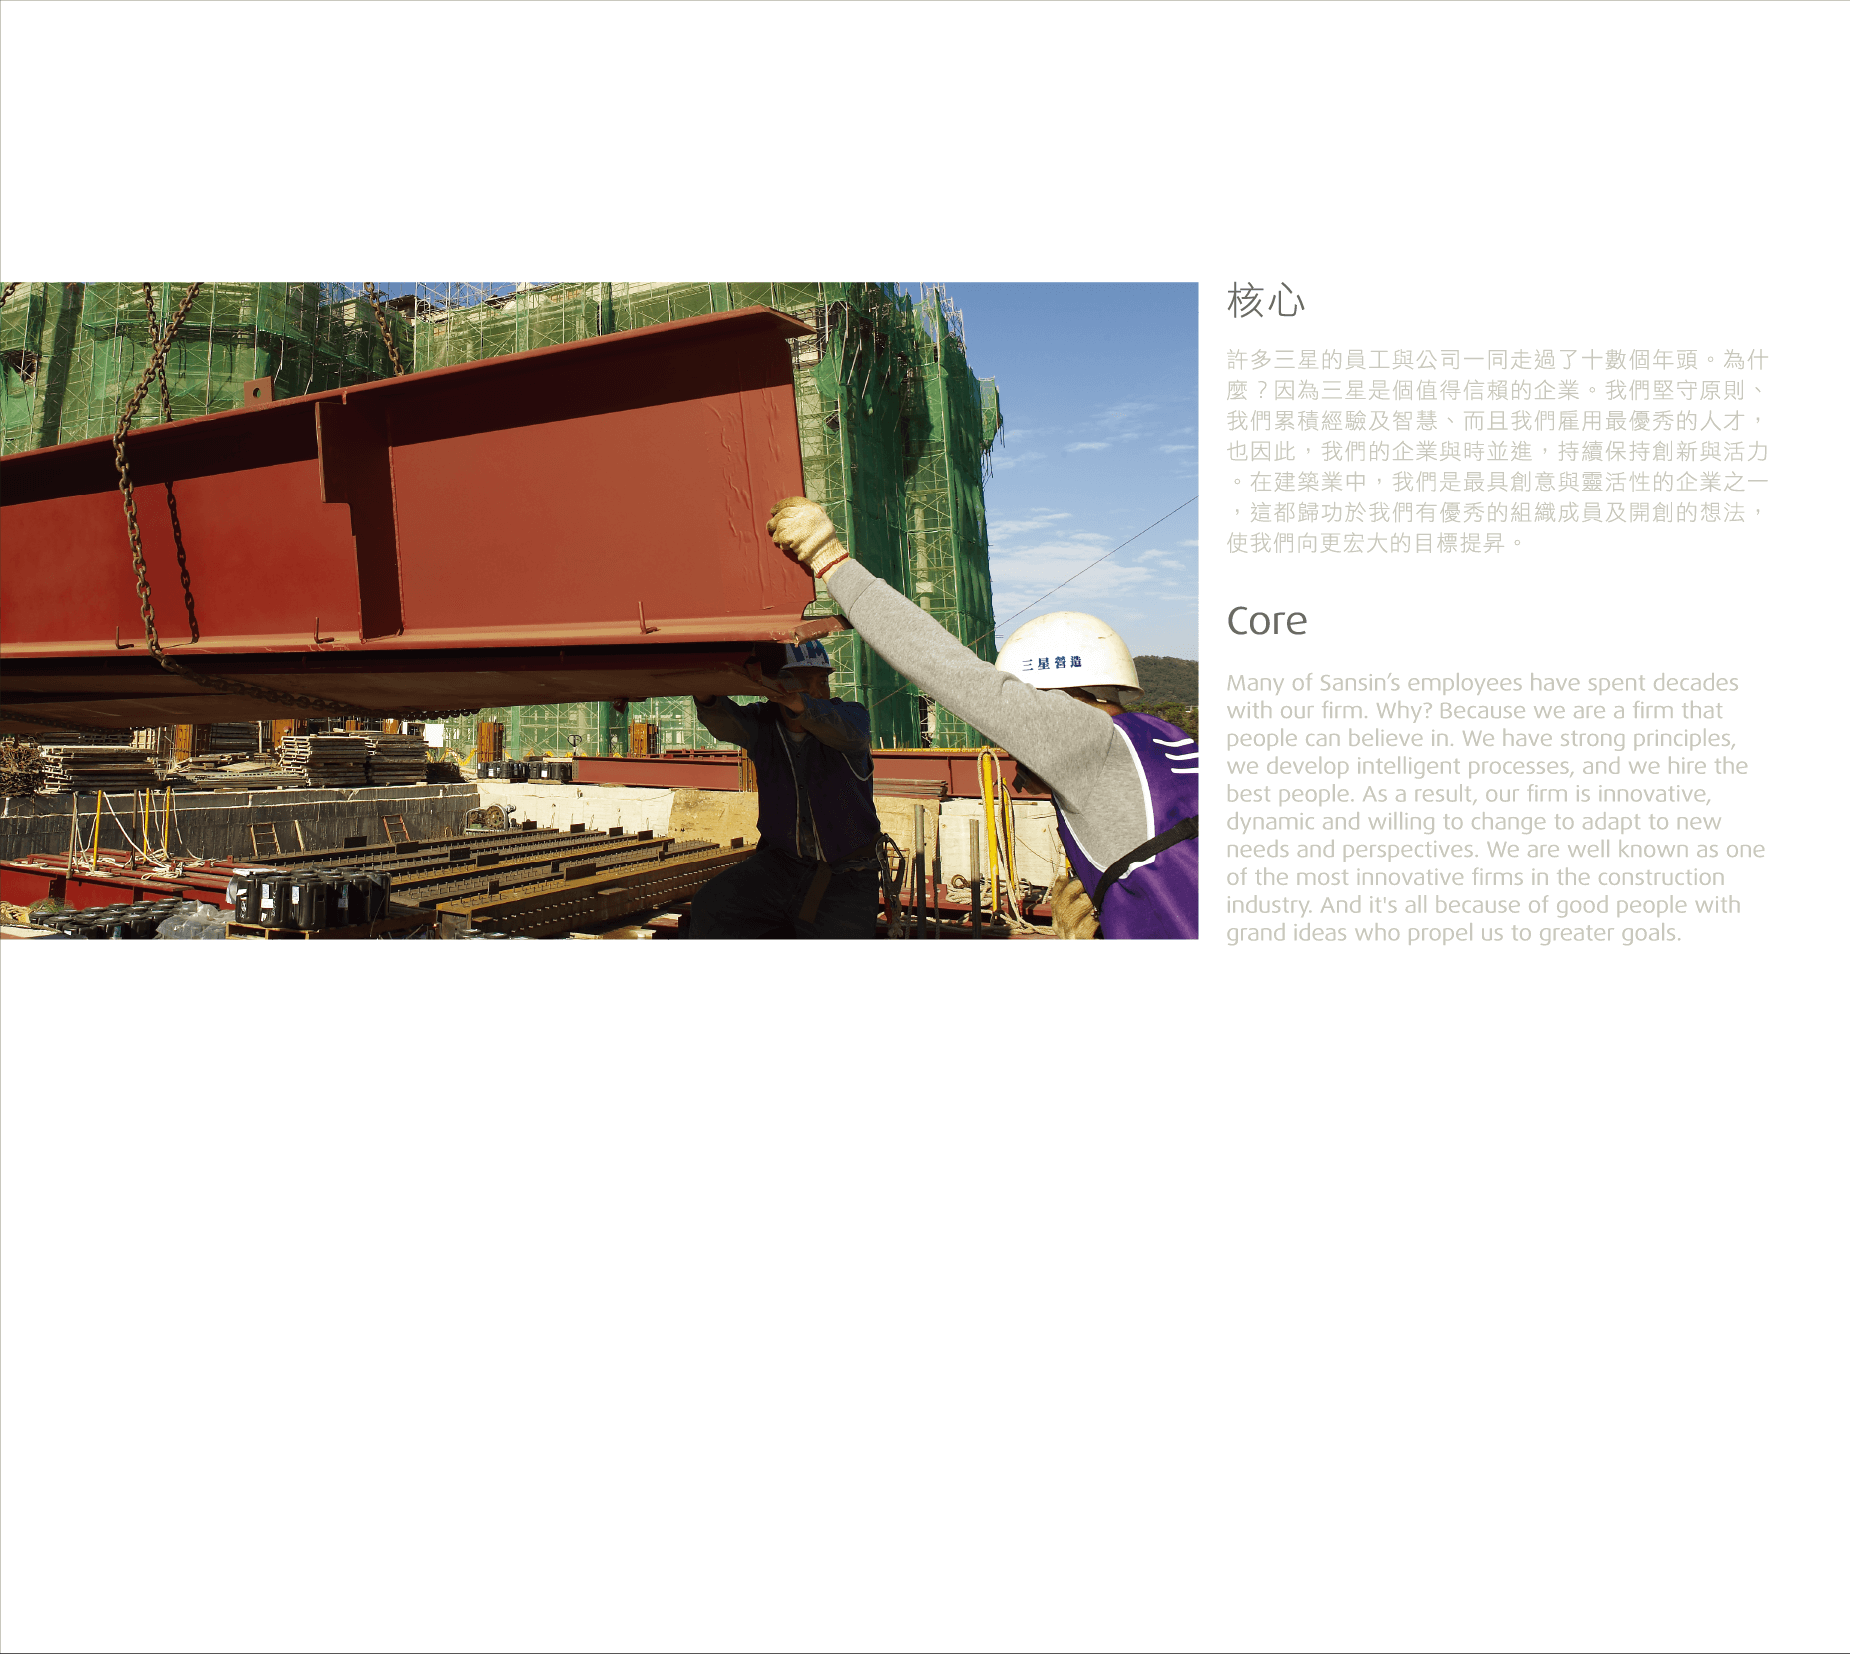 核心
許多三星的員工與公司一同走過了十數個年頭。為什
麼？因為三星是個值得信賴的企業。我們堅守原則、
我們累積經驗及智慧、而且我們雇用最優秀的人才，
也因此，我們的企業與時並進，持續保持創新與活力
。在建築業中，我們是最具創意與靈活性的企業之一
，這都歸功於我們有優秀的組織成員及開創的想法，
使我們向更宏大的目標提昇。
三星營造
Core
Many of Sansin’s employees have spent decades
with our firm. Why? Because we are a firm that
people can believe in. We have strong principles,
we develop intelligent processes, and we hire the
best people. As a result, our firm is innovative,
dynamic and willing to change to adapt to new
needs and perspectives. We are well known as one
of the most innovative firms in the construction
industry. And it's all because of good people with
grand ideas who propel us to greater goals.